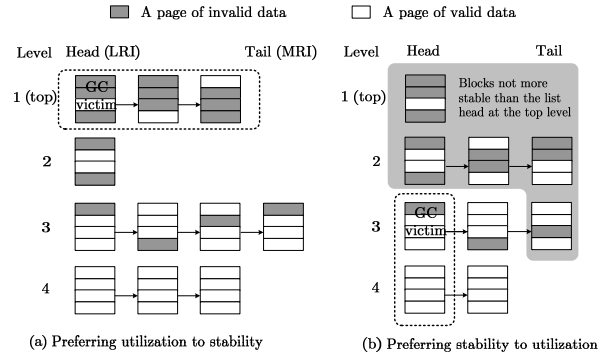 A page of invalid data
A page of valid data
Level Head (LRI) Tail (MRI)
1 (top)
GC
victim
2
3
4
(a) Preferring utilization to stability
Level Head Tail
1 (top)
Blocks not more
stable than the list
head at the top level
2
3
GC
victim
4
(b) Preferring stability to utilization